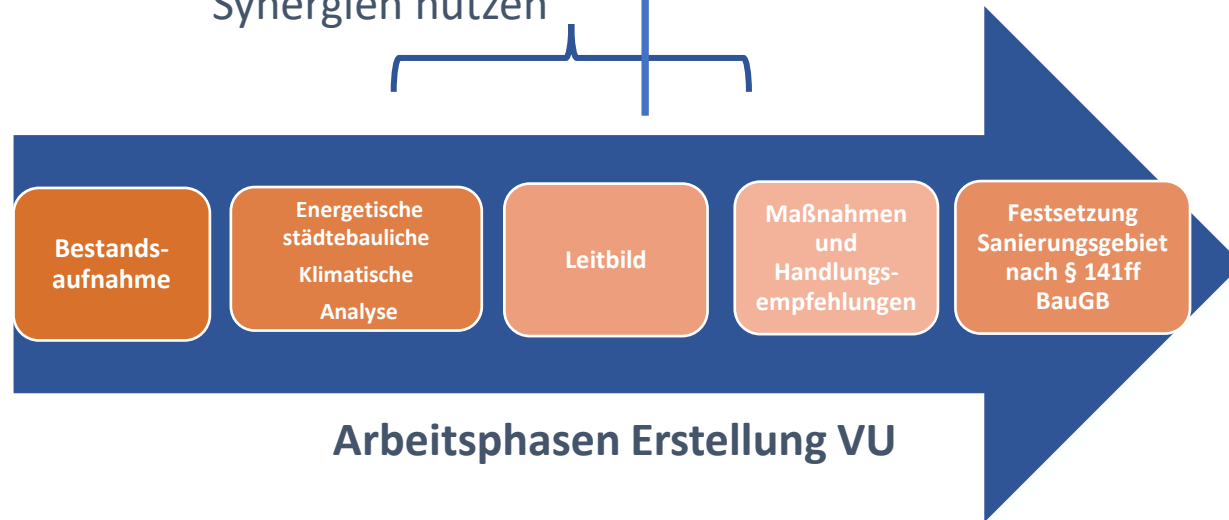 Synergien nutzen
Bestands-
aufnahme
Energetische
städtebauliche
Klimatische
Analyse
Leitbild
Maßnahmen
und
Handlungs-
empfehlungen
Festsetzung
Sanierungsgebiet
nach § 141ff
BauGB
Arbeitsphasen Erstellung VU